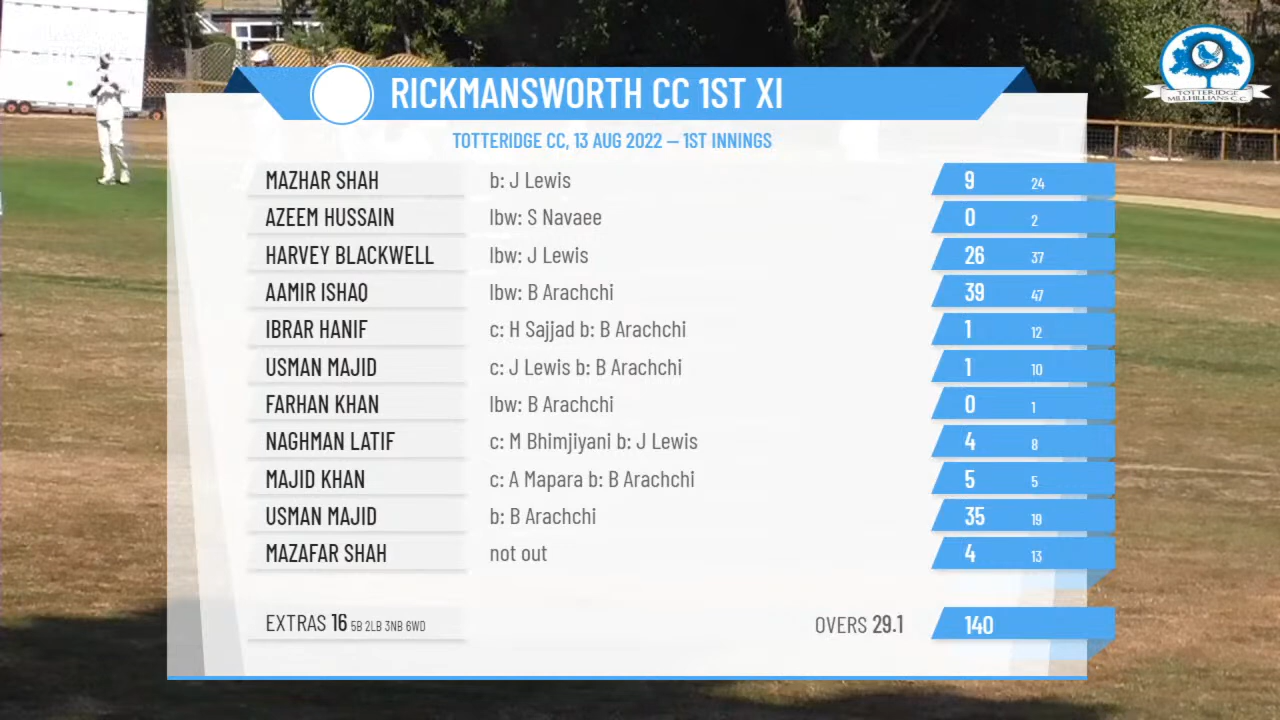 RICKMANSWORTH CC 1ST XI
TOTTERIDGE
MILLHILLIANS C.C
TOTTERIDGE CC, 13 AUG 2022 – 1ST INNINGS
MAZHAR SHAH b: J Lewis 9 24
AZEEM HUSSAIN lbw: S Navaee 0 2
HARVEY BLACKWELL lbw: J Lewis 26 37
AAMIR ISHAQ lbw: B Arachchi 39 47
IBRAR HANIF c: H Sajjad b: B Arachchi 1 12
USMAN MAJID c: J Lewis b: B Arachchi 1 10
FARHAN KHAN lbw: B Arachchi 0 1
NAGHMAN LATIF c: M Bhimjiyani b: J Lewis 4 8
MAJID KHAN c: A Mapara b: B Arachchi 5 5
USMAN MAJID b: B Arachchi 35 19
MAZAFAR SHAH not out 4 13
EXTRAS 16 5B 2LB 3NB 6WD OVERS 29.1 140